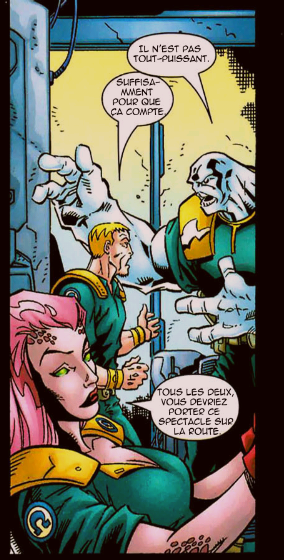 IL N'EST PAS
TOUT-PUISSANT.
SUFFISA-
MMENT
POUR QUE
ÇA COMPTE.
TOUS LES DEUX,
VOUS DEVRIEZ
PORTER CE
SPECTACLE SUR
LA ROUTE.